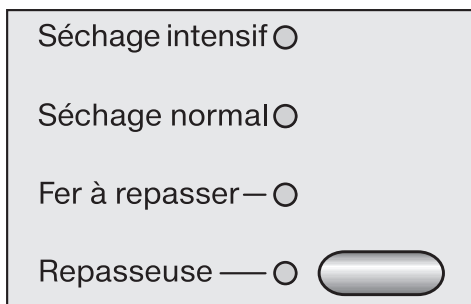 Séchage intensif
Séchage normal
Fer à repasser
Repasseuse